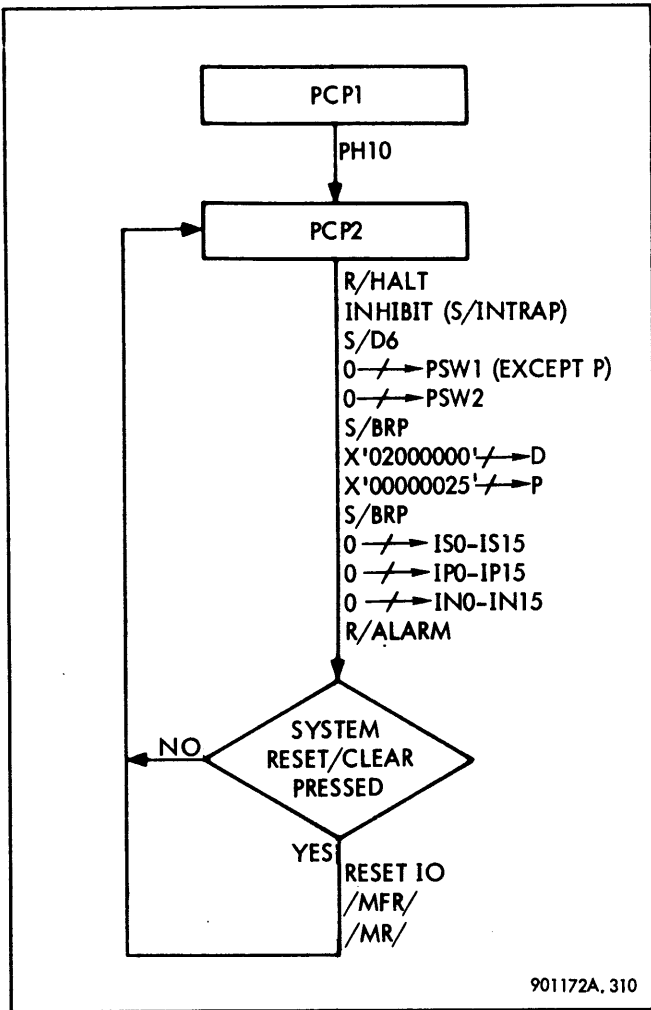 PCP1
PH10
PCP2
R/HALT
INHIBIT (S/INTRAP)
S/D6
0-/→PSW1 (EXCEPT P)
0-/→PSW2
S/BRP
X'02000000'-/→D
X'00000025'-/→P
S/BRP
0-/→IS0-IS15
0-/→IP0-IP15
0-/→IN0-IN15
R/ALARM
SYSTEM
RESET/CLEAR
PRESSED
NO
YES
RESET IO
/MFR/
/MR/
901172A. 310